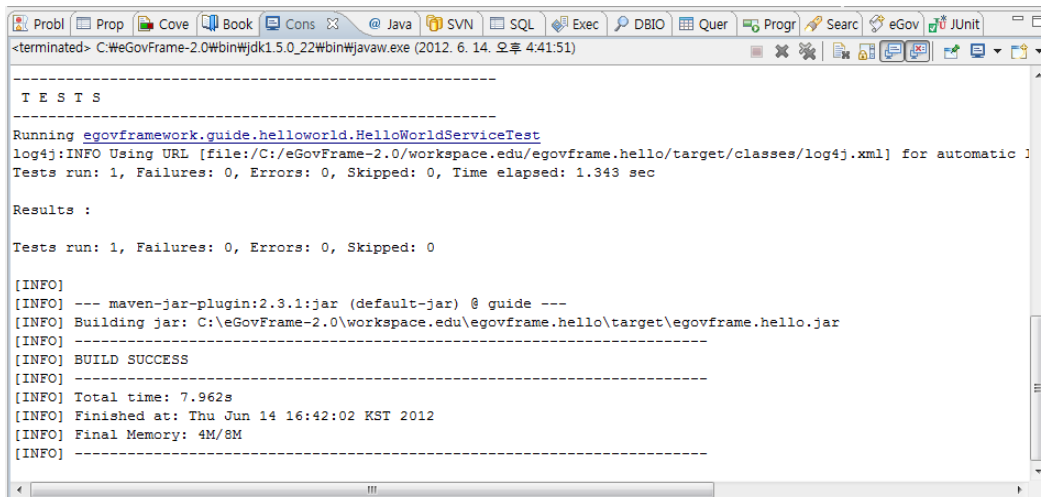 Probl Prop Cove Book Cons @ Java SVN SQL Exec DBIO Quer Progr Searc eGov JUnit
<terminated> C:₩eGovFrame-2.0₩bin₩jdk1.5.0_22₩bin₩javaw.exe (2012. 6. 14. 오후 4:41:51)
-------------------------------------------------------
T E S T S
-------------------------------------------------------
Running egovframework.guide.helloworld.HelloWorldServiceTest
log4j:INFO Using URL [file:/C:/eGovFrame-2.0/workspace.edu/egovframe.hello/target/classes/log4j.xml] for automatic
Tests run: 1, Failures: 0, Errors: 0, Skipped: 0, Time elapsed: 1.343 sec
Results :
Tests run: 1, Failures: 0, Errors: 0, Skipped: 0
[INFO]
[INFO] --- maven-jar-plugin:2.3.1:jar (default-jar) @ guide ---
[INFO] Building jar: C:\eGovFrame-2.0\workspace.edu\egovframe.hello\target\egovframe.hello.jar
[INFO] ------------------------------------------------------------------------
[INFO] BUILD SUCCESS
[INFO] ------------------------------------------------------------------------
[INFO] Total time: 7.962s
[INFO] Finished at: Thu Jun 14 16:42:02 KST 2012
[INFO] Final Memory: 4M/8M
[INFO] ------------------------------------------------------------------------